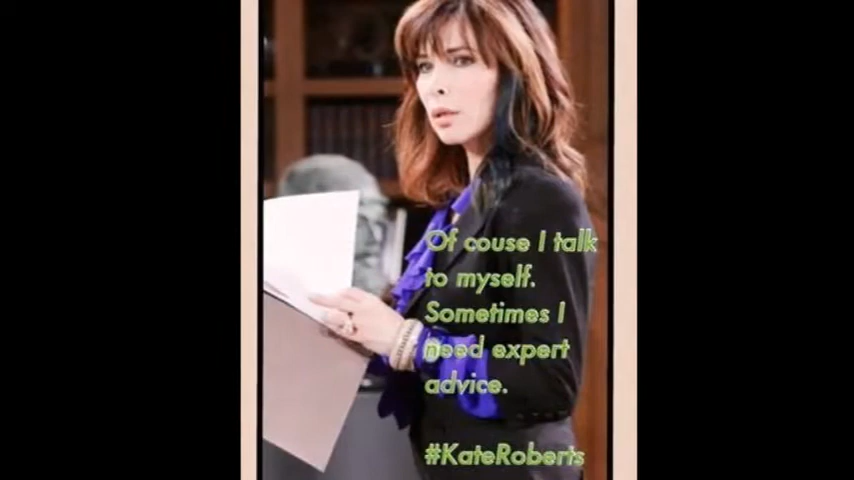 Of couse I talk
to myself.
Sometimes I
need expert
advice.
#KateRoberts